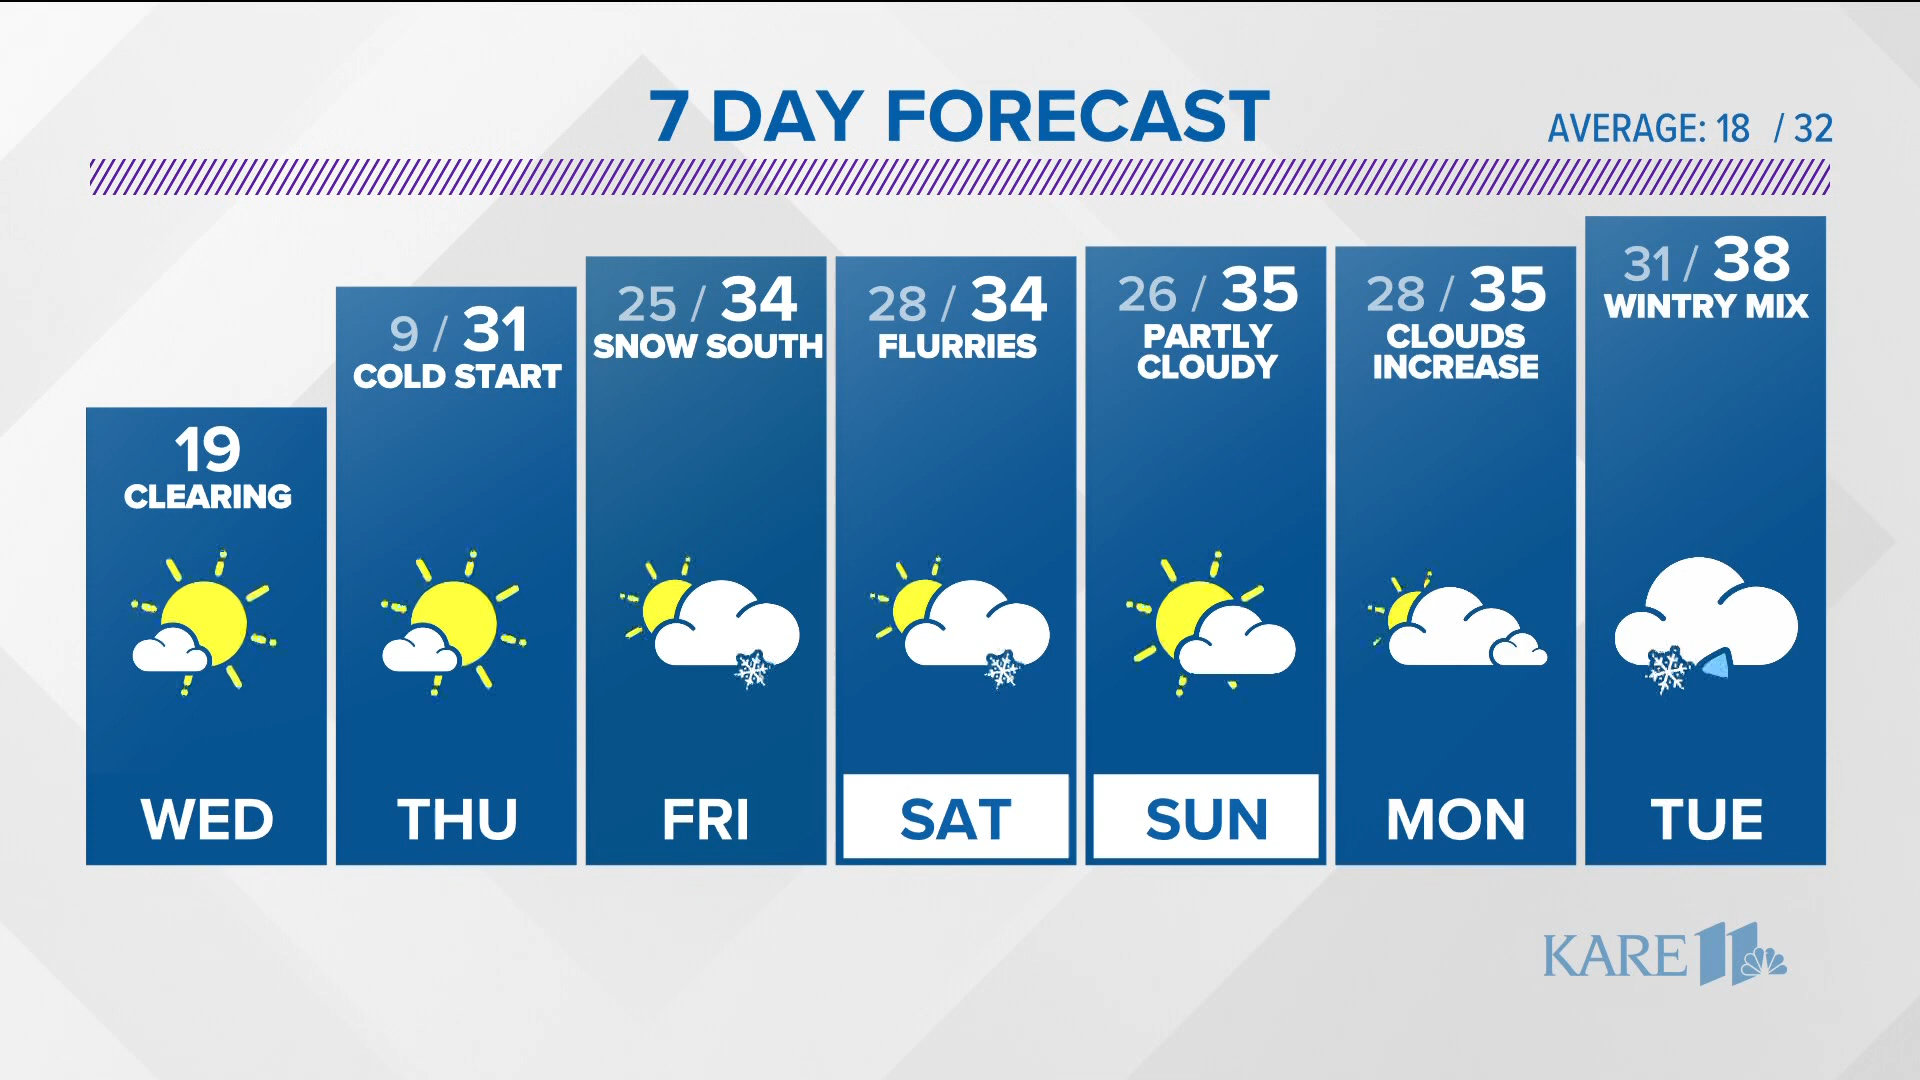 7 DAY FORECAST
AVERAGE: 18 / 32
19
CLEARING
WED
9 / 31
COLD START
THU
25 / 34
SNOW SOUTH
FRI
28 / 34
FLURRIES
SAT
26 / 35
PARTLY
CLOUDY
SUN
28 / 35
CLOUDS
INCREASE
MON
31 / 38
WINTRY MIX
TUE
KARE 11